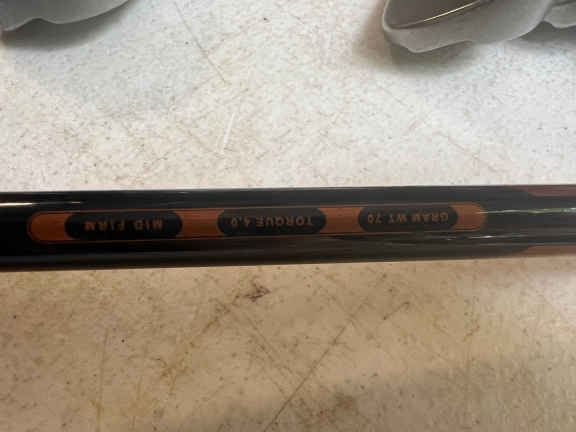 GRAM WT 70
TORQUE 4.0
MID FIRM